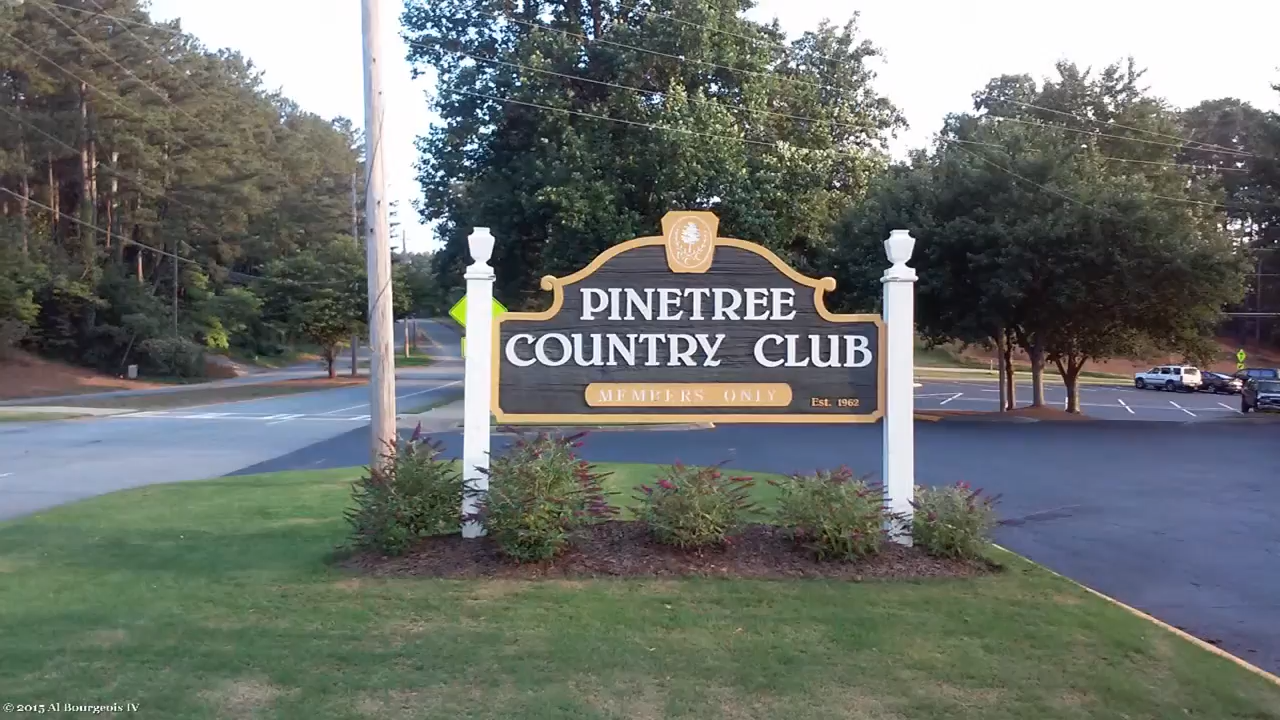 PINETREE
COUNTRY CLUB
MEMBERS ONLY
Est. 1962
© 2015 Al Bourgeois IV